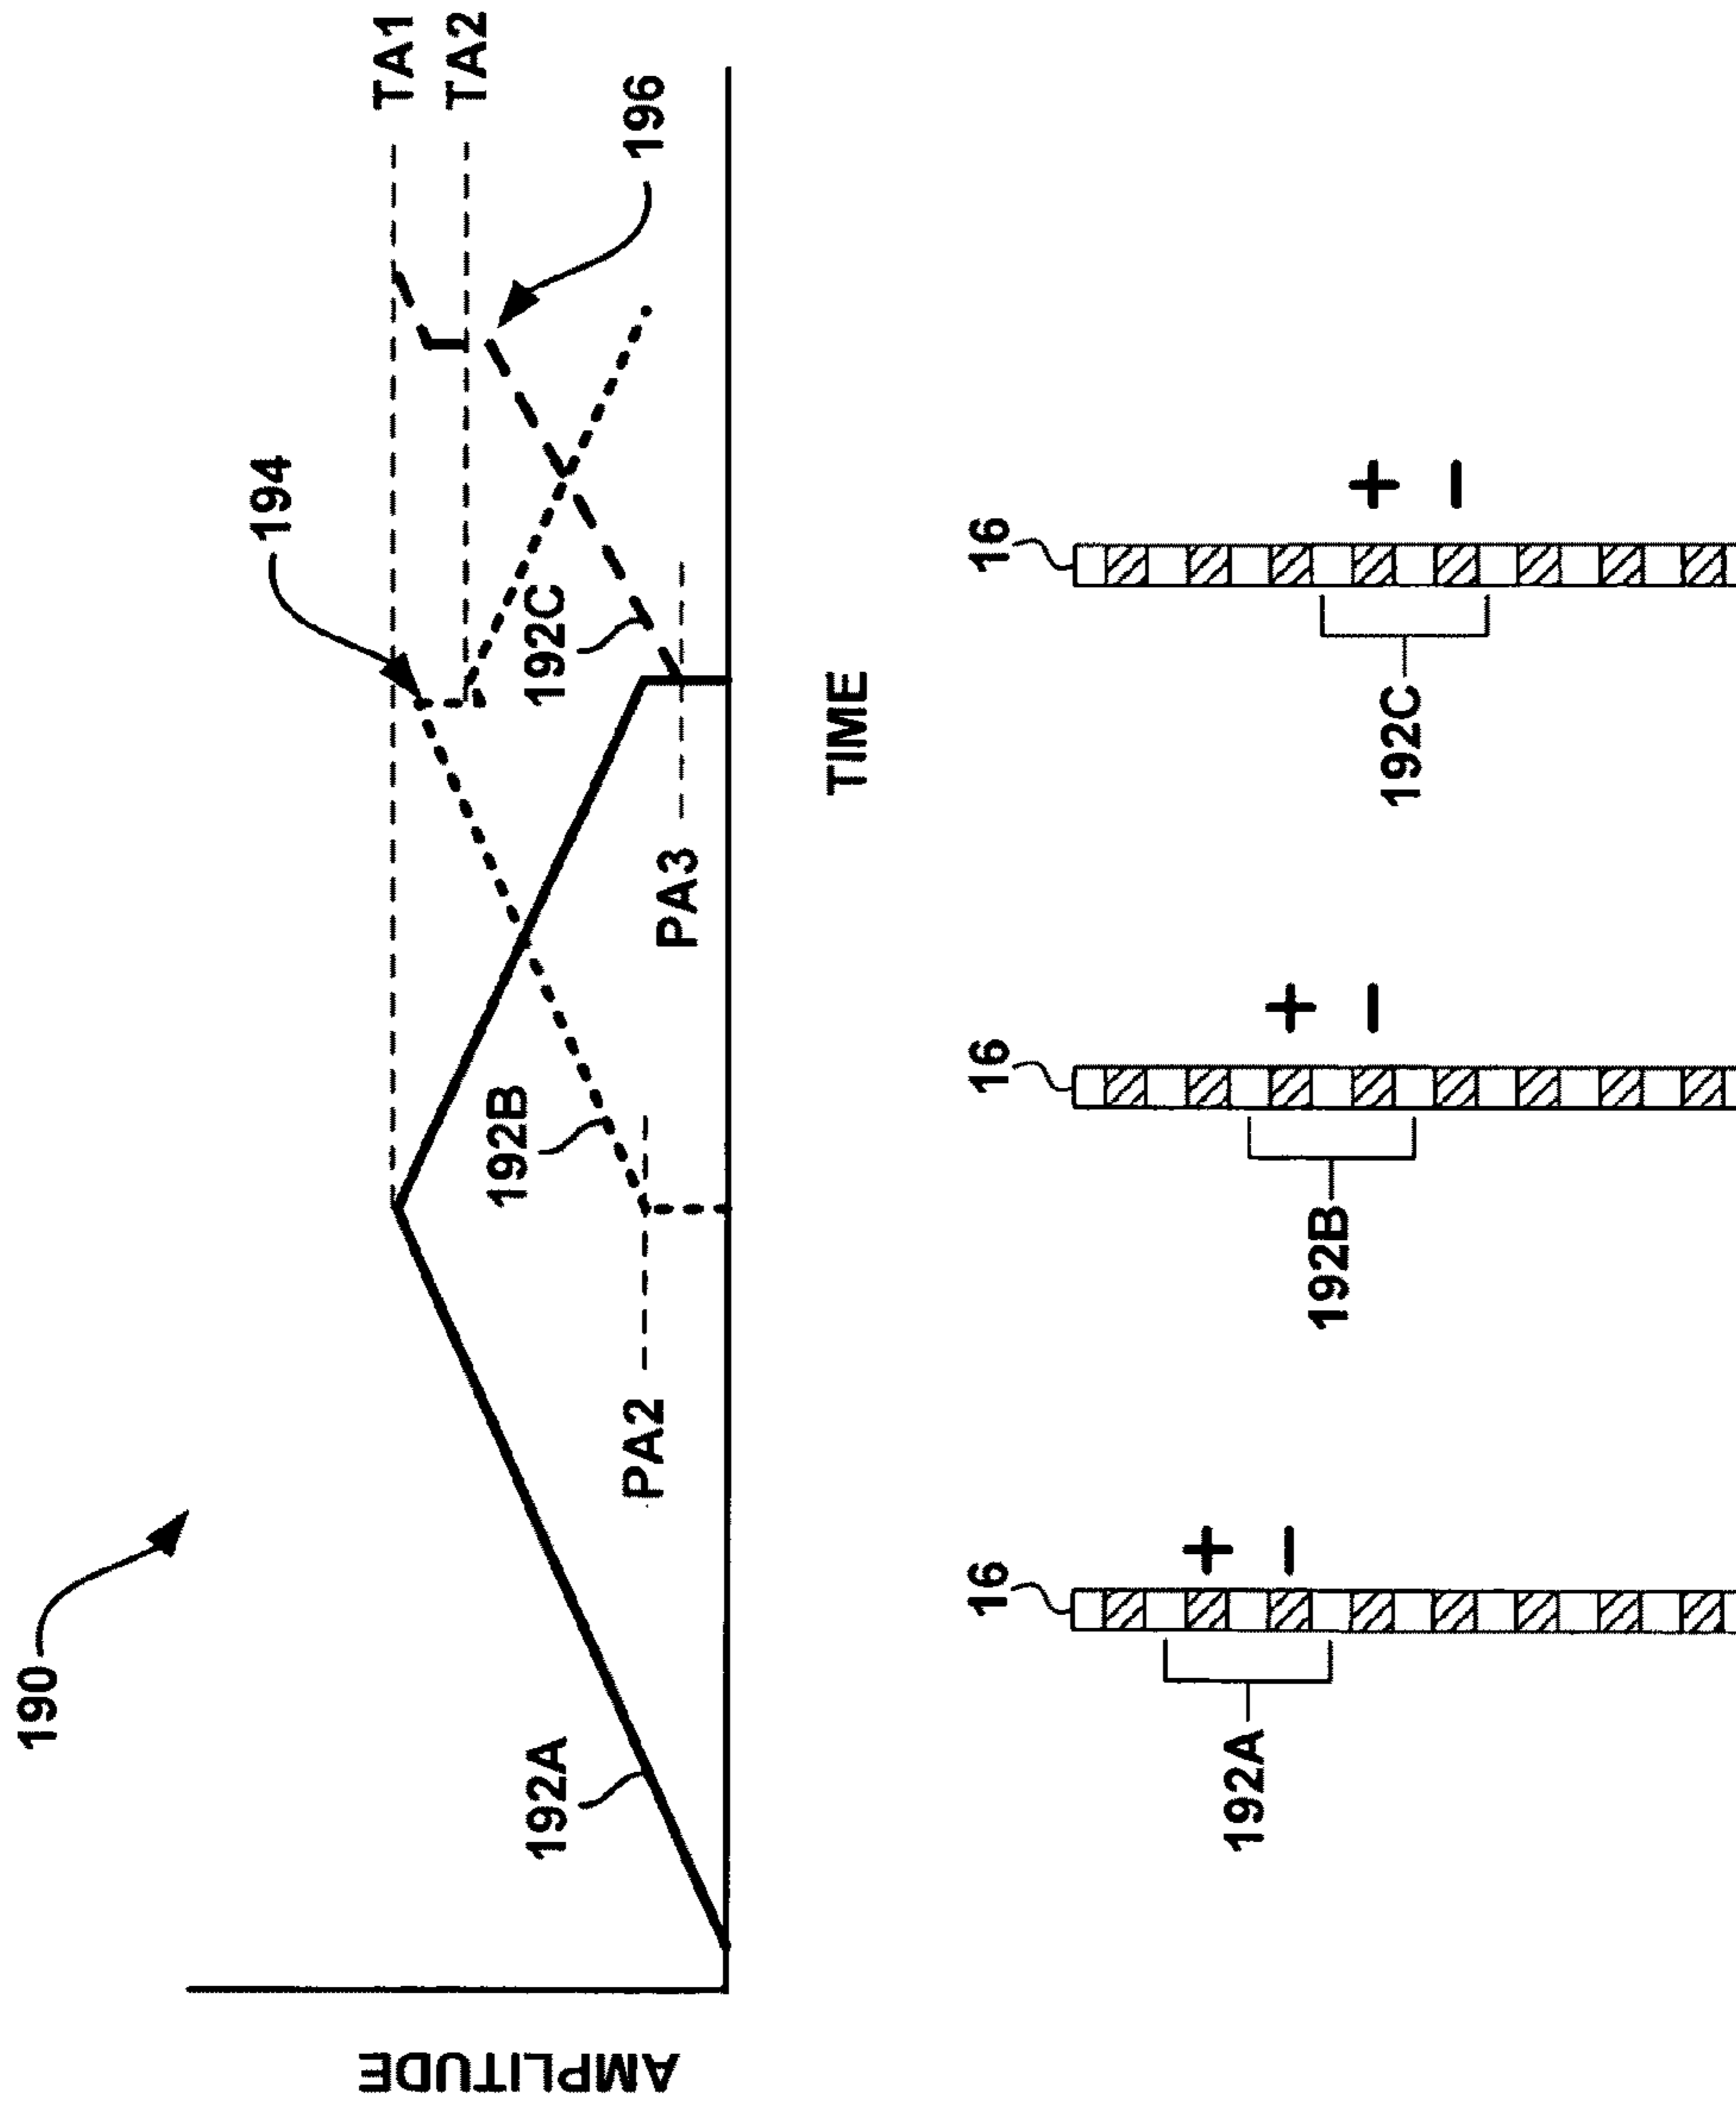 190
194
TA1
TA2
AMPLITUDE
192A
192B
192C
196
PA2
PA3
TIME
16
16
16
192A
+
−
192B
+
−
192C
+
−